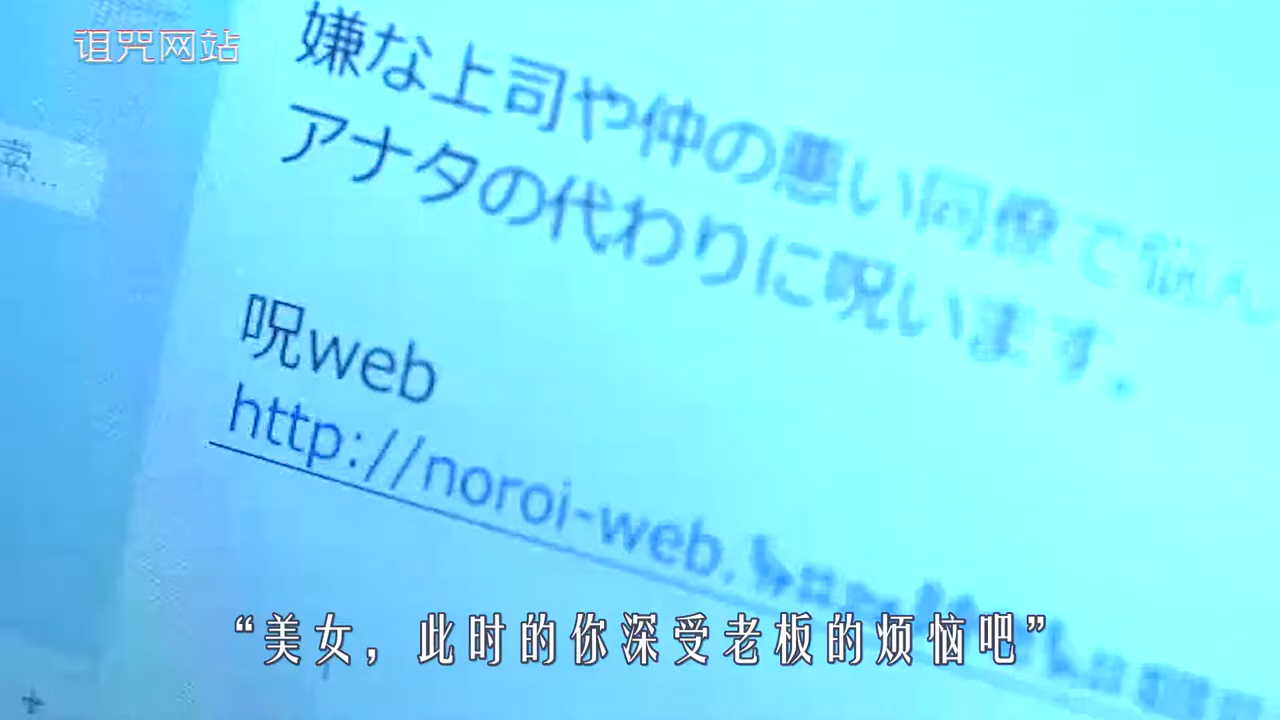 诅咒网站
嫌な上司や仲の悪い同僚で悩ん
アナタの代わりに呪います。
索...
呪web
http://noroi-web.
“美女，此时的你深受老板的烦恼吧”